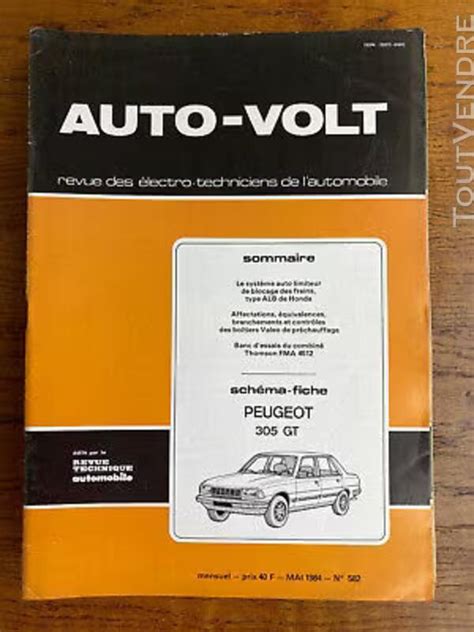 AUTO-VOLT
revue des électro-techniciens de l'automobile
sommaire
Le système auto limiteur
de blocage des freins,
type ALB de Honda
Affectations, équivalences,
branchements et contrôles
des boîtiers Valeo de préchauffage
Banc d'essais du combiné
Thomson FMA 4512
schéma-fiche
PEUGEOT
305 GT
édité par la
REVUE
TECHNIQUE
automobile
mensuel — prix 40 F — MAI 1984 — N° 582
TOUTVENDRE